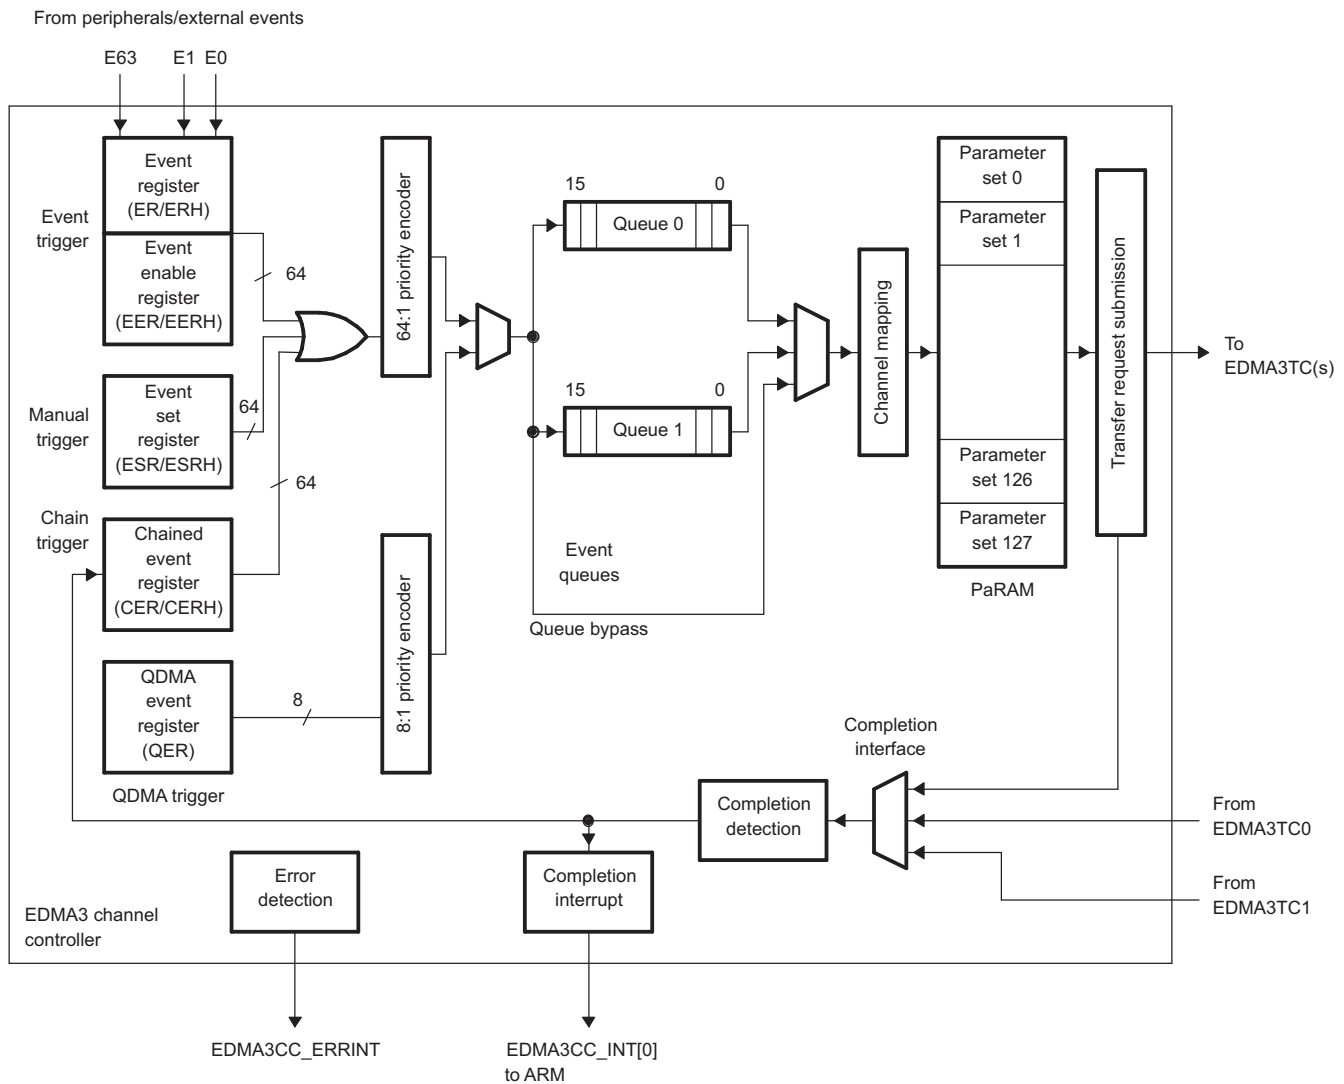 From peripherals/external events
E63
E1
E0
Event
register
(ER/ERH)
Event
trigger
Event
enable
register
(EER/EERH)
64
Manual
trigger
Event
set
register
(ESR/ESRH)
64
Chain
trigger
Chained
event
register
(CER/CERH)
64
QDMA
event
register
(QER)
8
QDMA trigger
64:1 priority encoder
8:1 priority encoder
15
0
Queue 0
15
0
Queue 1
Event
queues
Queue bypass
Channel mapping
Parameter
set 0
Parameter
set 1
Parameter
set 126
Parameter
set 127
PaRAM
Transfer request submission
To
EDMA3TC(s)
Completion
interface
Completion
detection
From
EDMA3TC0
From
EDMA3TC1
Error
detection
Completion
interrupt
EDMA3 channel
controller
EDMA3CC_ERRINT
EDMA3CC_INT[0]
to ARM